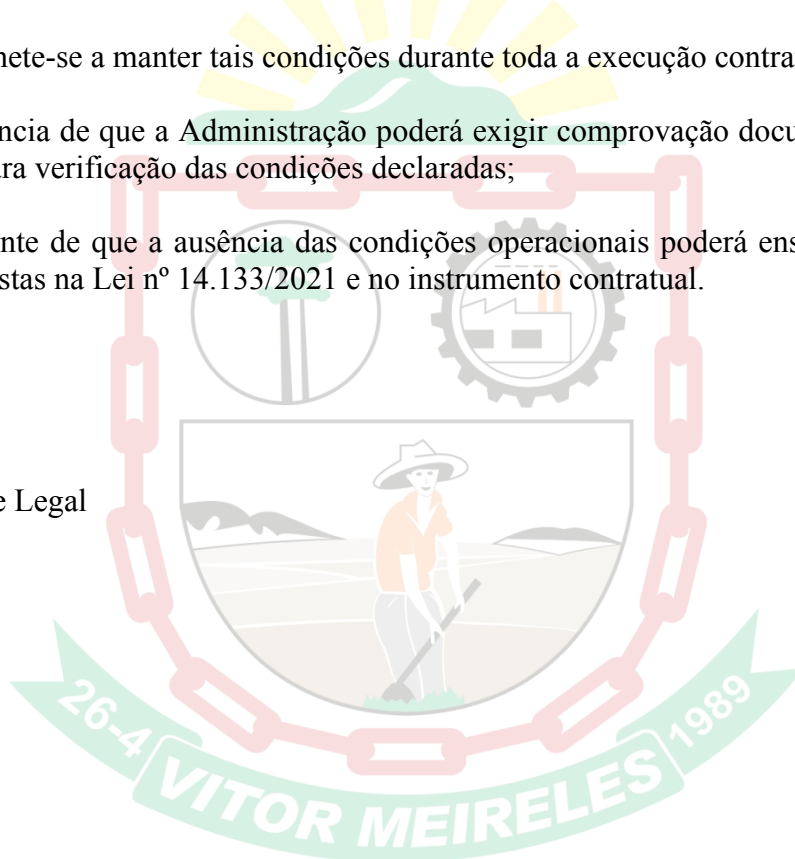 nete-se a manter tais condições durante toda a execução contra
ncia de que a Administração poderá exigir comprovação docu
ara verificação das condições declaradas;
nte de que a ausência das condições operacionais poderá ens
stas na Lei nº 14.133/2021 e no instrumento contratual.
e Legal
26-4 VITOR MEIRELES 1989